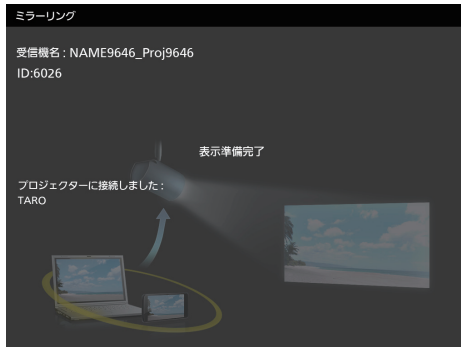 ミラーリング
受信機名 : NAME9646_Proj9646
ID:6026
表示準備完了
プロジェクターに接続しました :
TARO